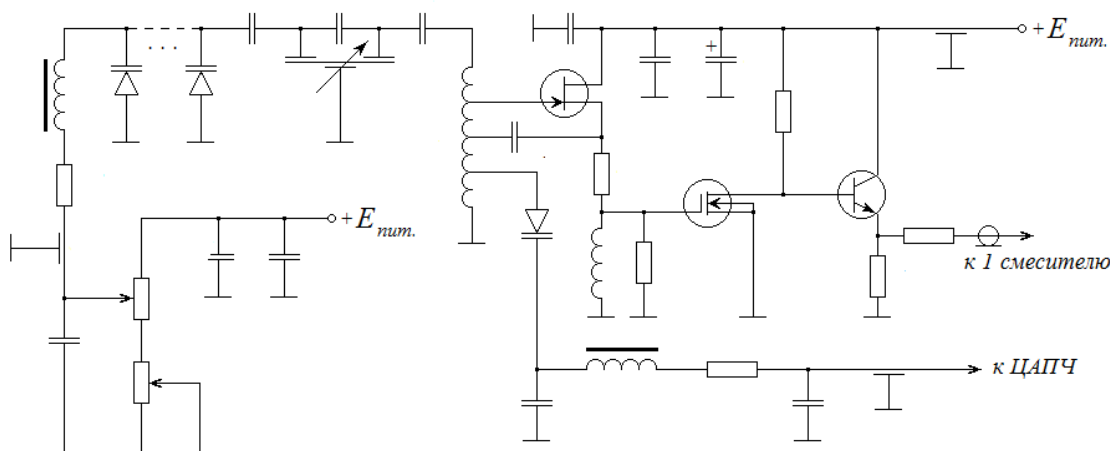 + E пит.
. . .
+
+ E пит.
к 1 смесителю
к ЦАПЧ